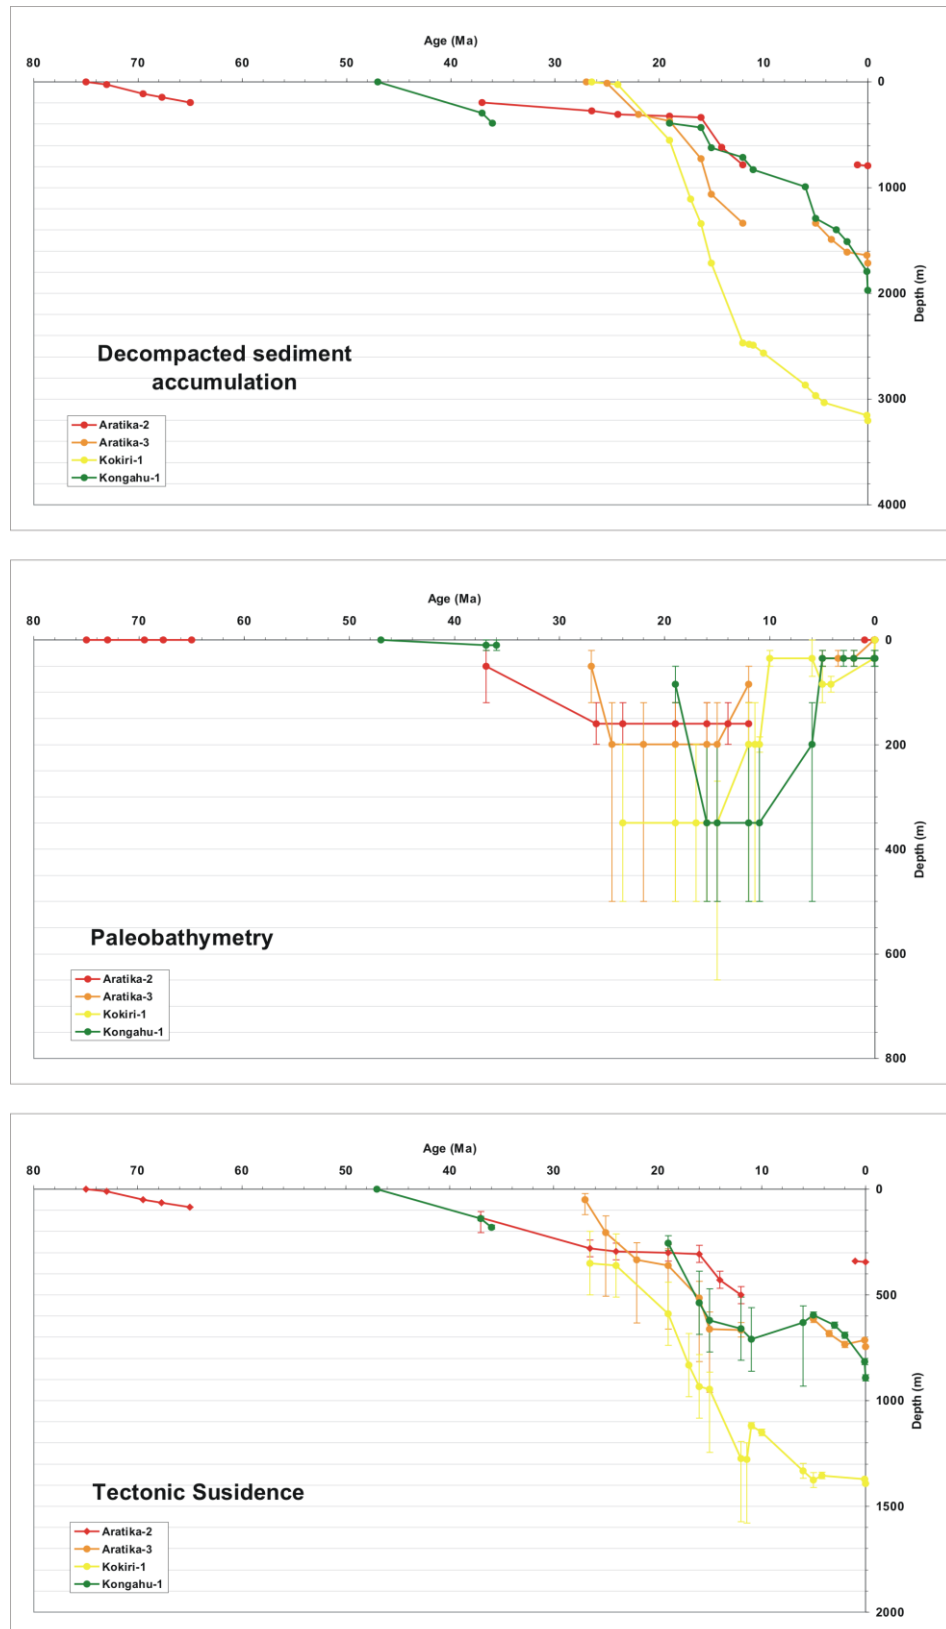 Age (Ma)
80 70 60 50 40 30 20 10 0
0
1000
2000
3000
4000
Depth (m)
Decompacted sediment
accumulation
Aratika-2
Aratika-3
Kokiri-1
Kongahu-1
Age (Ma)
80 70 60 50 40 30 20 10 0
0
200
400
600
800
Depth (m)
Paleobathymetry
Aratika-2
Aratika-3
Kokiri-1
Kongahu-1
Age (Ma)
80 70 60 50 40 30 20 10 0
0
500
1000
1500
2000
Depth (m)
Tectonic Susidence
Aratika-2
Aratika-3
Kokiri-1
Kongahu-1